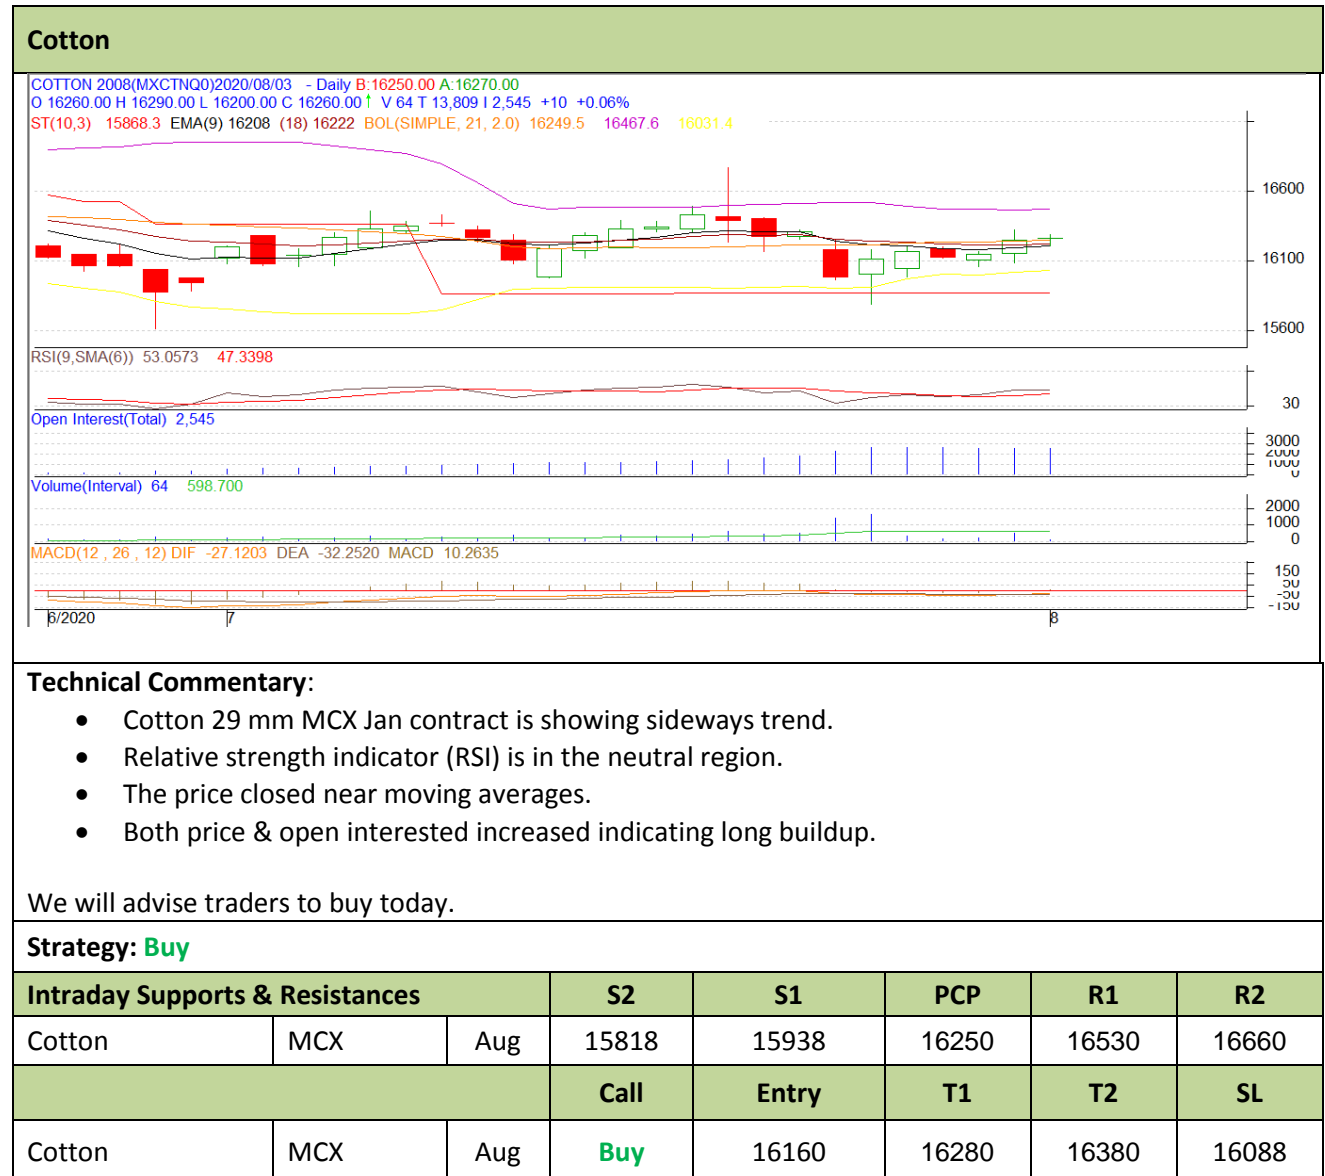 Cotton
COTTON 2008(MXCTNQ0)2020/08/03 - Daily B:16250.00 A:16270.00
O 16260.00 H 16290.00 L 16200.00 C 16260.00↑ V 64 T 13,809 I 2,545 +10 +0.06%
ST(10,3) 15868.3 EMA(9) 16208 (18) 16222 BOL(SIMPLE, 21, 2.0) 16249.5 16467.6 16031.4
16600
16100
15600
RSI(9,SMA(6)) 53.0573 47.3398
30
Open Interest(Total) 2,545
3000
2000
1000
0
Volume(Interval) 64 598.700
2000
1000
0
MACD(12 , 26 , 12) DIF -27.1203 DEA -32.2520 MACD 10.2635
150
50
-50
-150
6/2020 7 8
Technical Commentary:
• Cotton 29 mm MCX Jan contract is showing sideways trend.
• Relative strength indicator (RSI) is in the neutral region.
• The price closed near moving averages.
• Both price & open interested increased indicating long buildup.
We will advise traders to buy today.
Strategy: Buy
Intraday Supports & Resistances S2 S1 PCP R1 R2
Cotton MCX Aug 15818 15938 16250 16530 16660
Call Entry T1 T2 SL
Cotton MCX Aug Buy 16160 16280 16380 16088